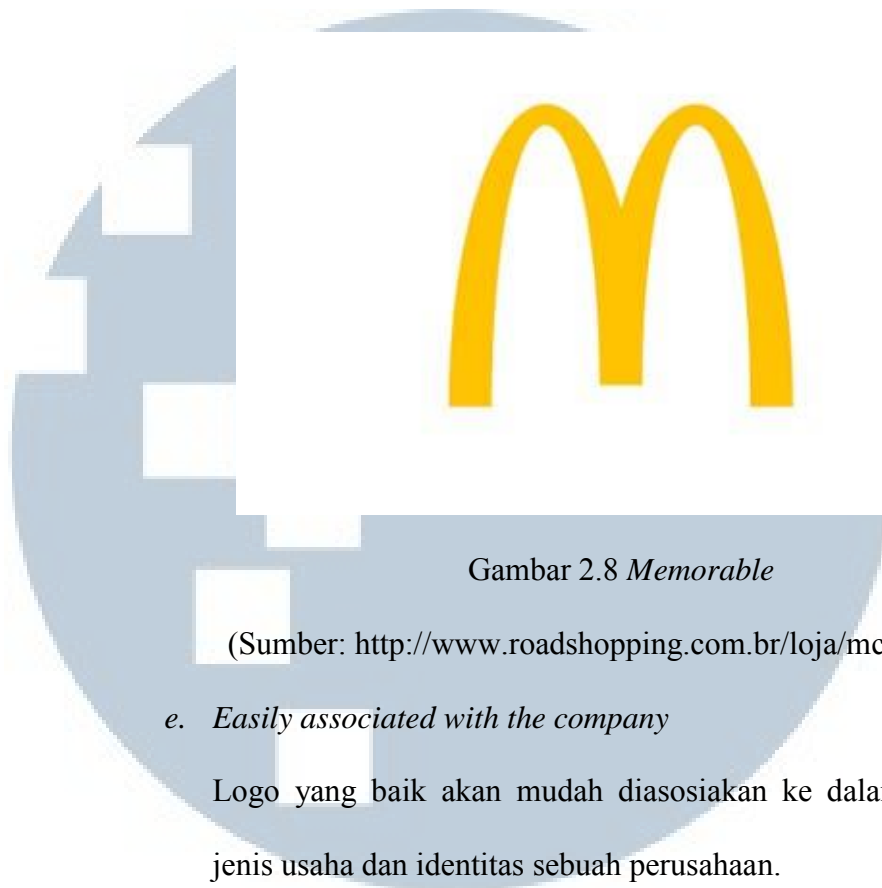 Gambar 2.8 Memorable
(Sumber: http://www.roadshopping.com.br/loja/mc
e. Easily associated with the company
Logo yang baik akan mudah diasosiakan ke
jenis usaha dan identitas sebuah perusahaan.